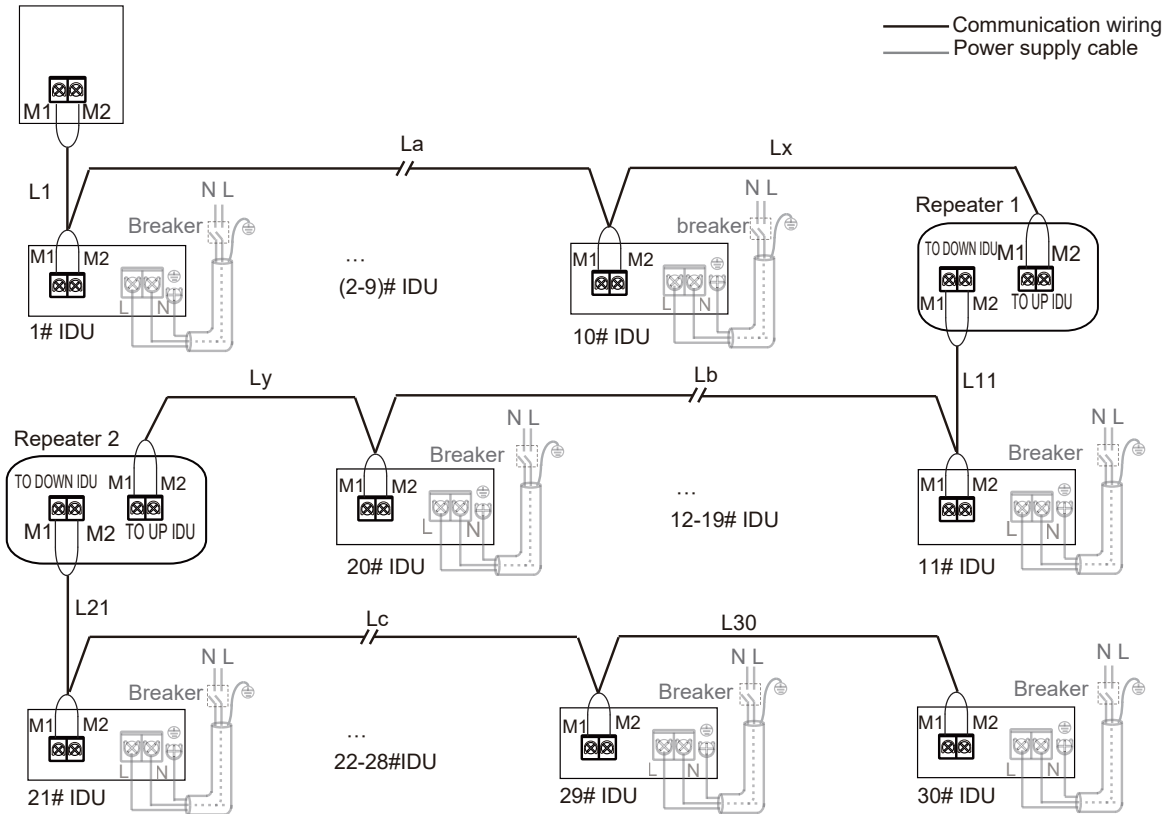 Communication wiring
Power supply cable
M1 M2
La
Lx
L1
N L
N L
Breaker
breaker
Repeater 1
M1 M2
...
M1 M2
TO DOWN IDU M1 M2
(2-9)# IDU
L N
L N
M1 M2 TO UP IDU
1# IDU
10# IDU
Ly
Lb
L11
N L
N L
Repeater 2
Breaker
Breaker
TO DOWN IDU M1 M2
M1 M2
...
M1 M2
M1 M2 TO UP IDU
L N
12-19# IDU
L N
20# IDU
11# IDU
L21
Lc
L30
N L
N L
N L
Breaker
Breaker
Breaker
M1 M2
...
M1 M2
M1 M2
22-28#IDU
L N
L N
L N
21# IDU
29# IDU
30# IDU